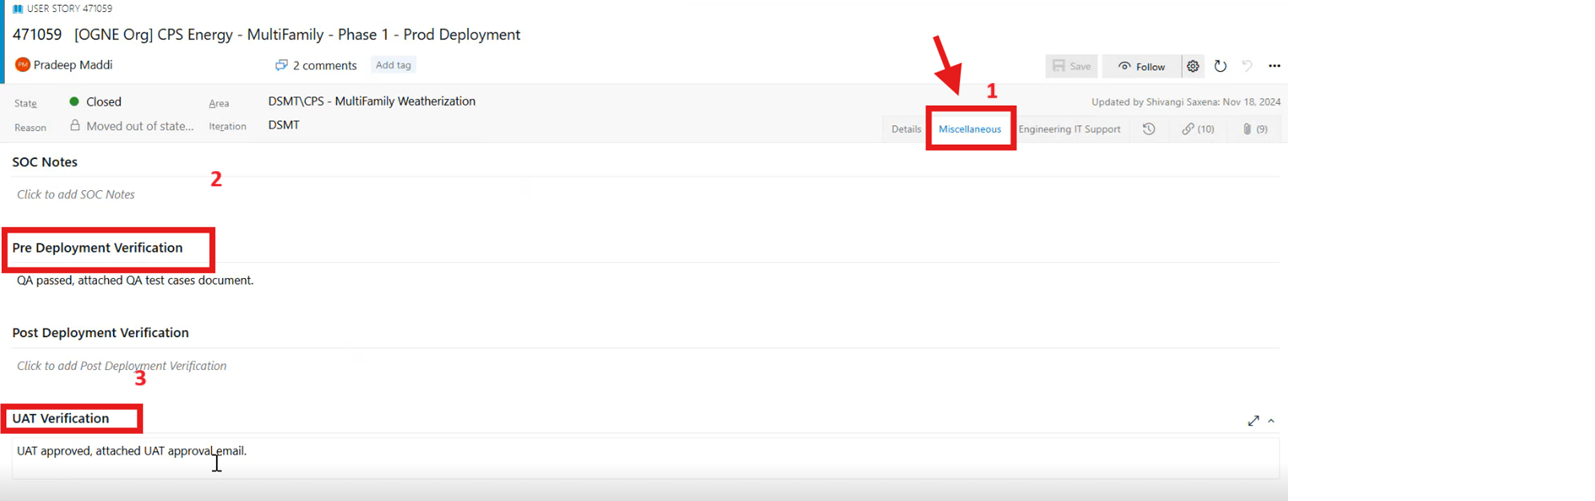 USER STORY 471059
471059 [OGNE Org] CPS Energy - MultiFamily - Phase 1 - Prod Deployment
PM Pradeep Maddi 2 comments Add tag Save Follow
State Closed Area DSMT\CPS - MultiFamily Weatherization 1 Updated by Shivangi Saxena: Nov 18, 2024
Reason Moved out of state... Iteration DSMT Details Miscellaneous Engineering IT Support (10) (9)
SOC Notes
2
Click to add SOC Notes
Pre Deployment Verification
QA passed, attached QA test cases document.
Post Deployment Verification
Click to add Post Deployment Verification
3
UAT Verification
UAT approved, attached UAT approval email.